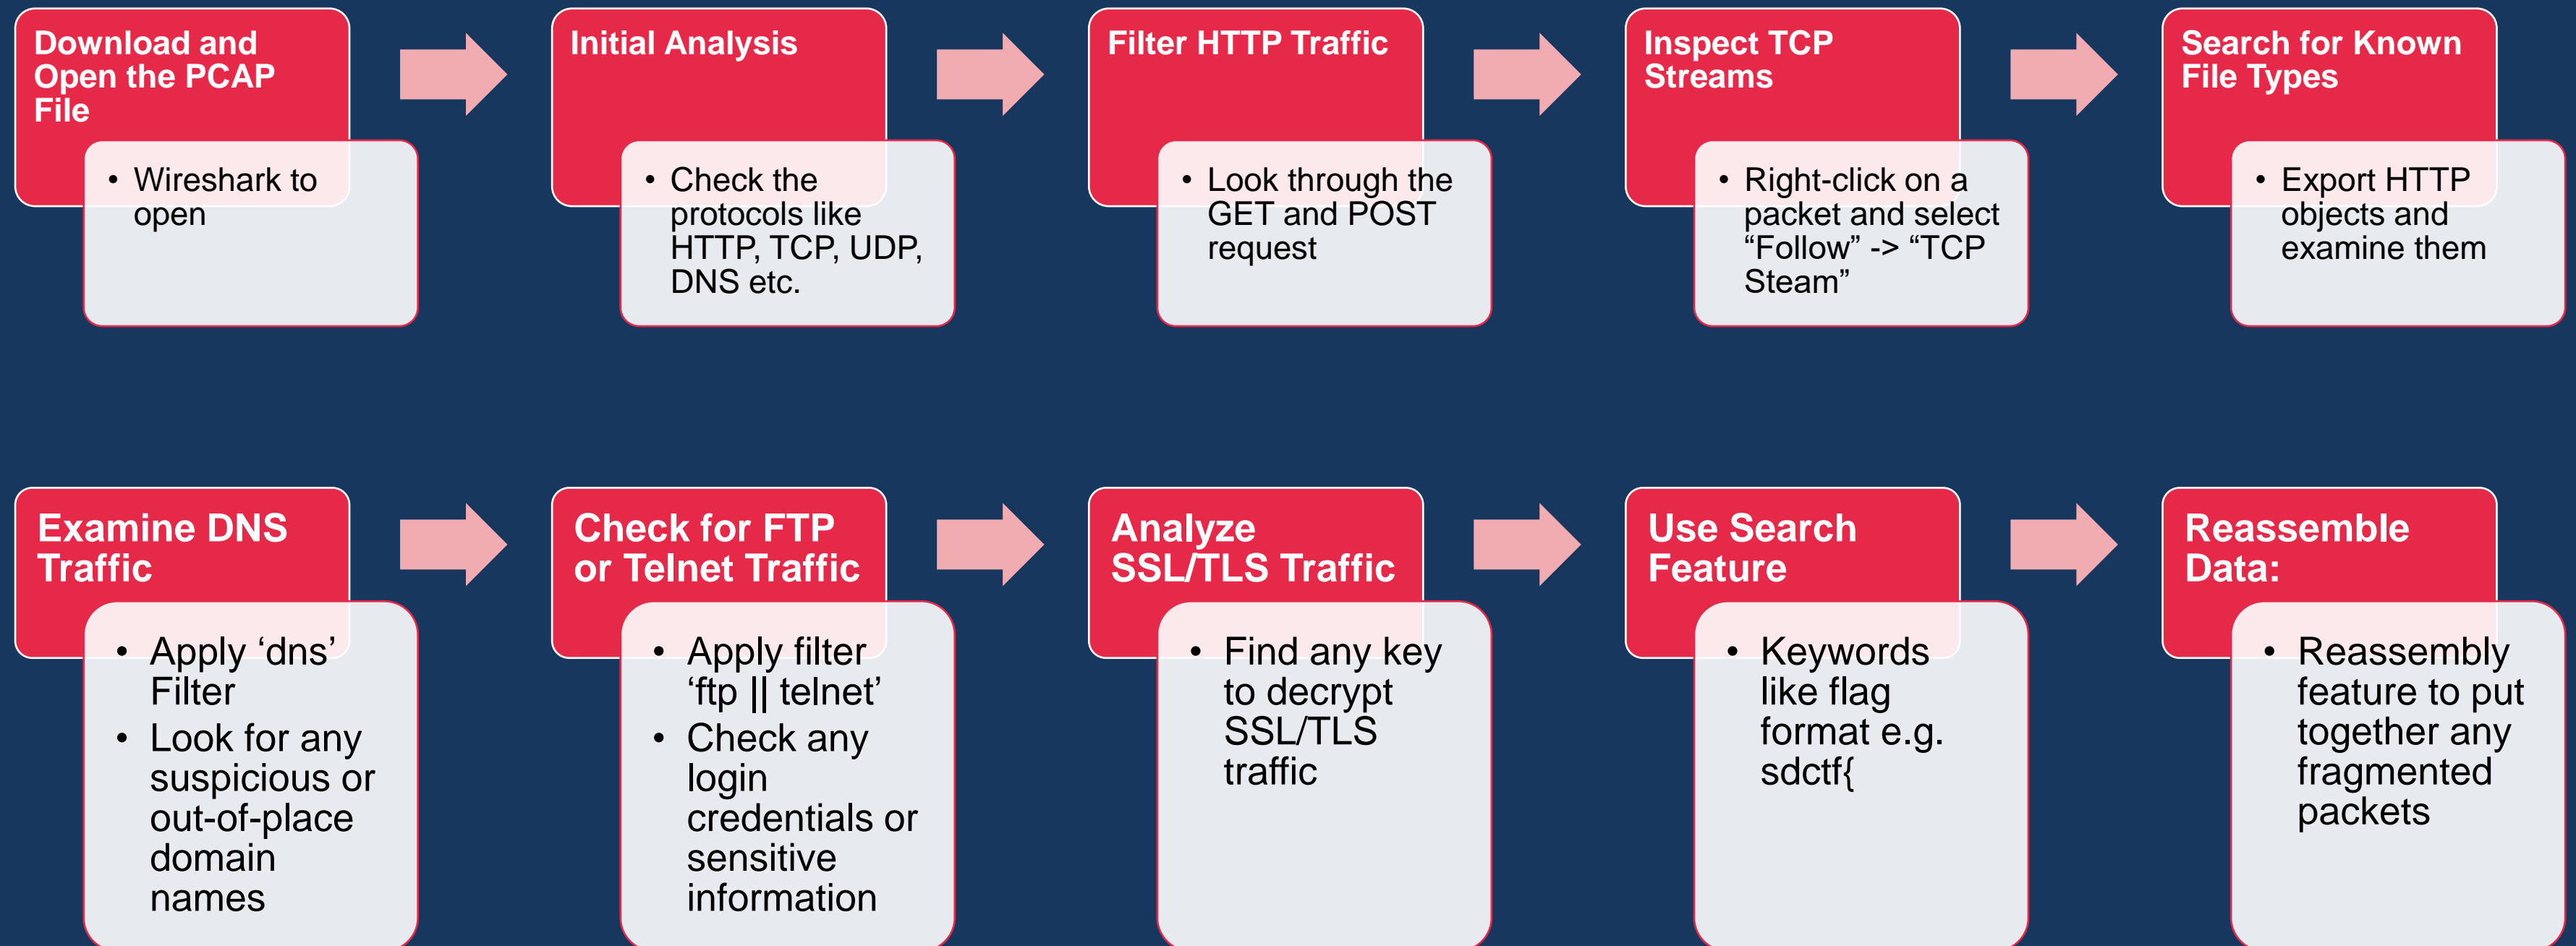 Download and
Open the PCAP
File
• Wireshark to
open
Initial Analysis
• Check the
protocols like
HTTP, TCP, UDP,
DNS etc.
Filter HTTP Traffic
• Look through the
GET and POST
request
Inspect TCP
Streams
• Right-click on a
packet and select
“Follow” -> “TCP
Steam”
Search for Known
File Types
• Export HTTP
objects and
examine them
Examine DNS
Traffic
• Apply ‘dns’
Filter
• Look for any
suspicious or
out-of-place
domain
names
Check for FTP
or Telnet Traffic
• Apply filter
‘ftp || telnet’
• Check any
login
credentials or
sensitive
information
Analyze
SSL/TLS Traffic
• Find any key
to decrypt
SSL/TLS
traffic
Use Search
Feature
• Keywords
like flag
format e.g.
sdctf{
Reassemble
Data:
• Reassembly
feature to put
together any
fragmented
packets